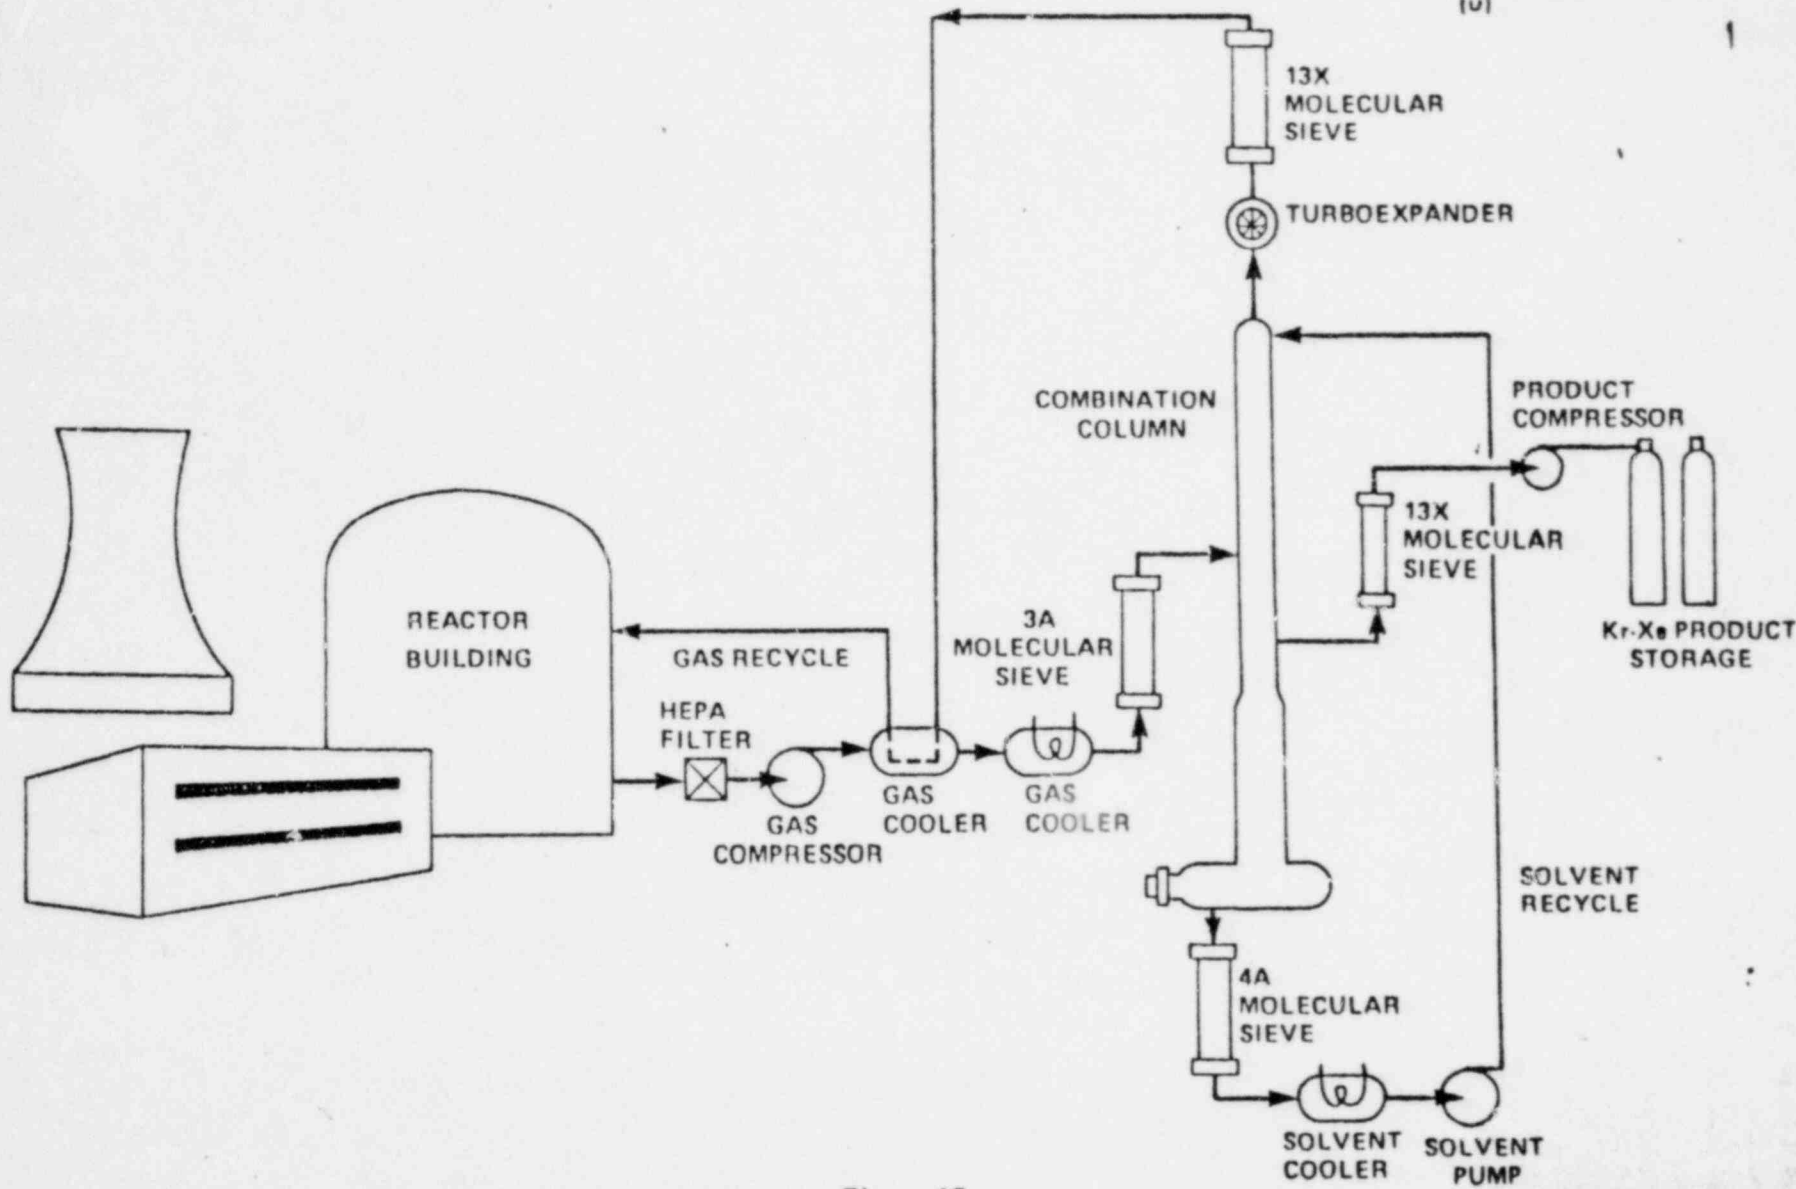 (U)
13X
MOLECULAR
SIEVE
TURBOEXPANDER
COMBINATION
COLUMN
PRODUCT
COMPRESSOR
13X
MOLECULAR
SIEVE
Kr-Xe PRODUCT
STORAGE
REACTOR
BUILDING
GAS RECYCLE
3A
MOLECULAR
SIEVE
HEPA
FILTER
GAS
COMPRESSOR
GAS
COOLER
GAS
COOLER
SOLVENT
RECYCLE
4A
MOLECULAR
SIEVE
SOLVENT
COOLER
SOLVENT
PUMP